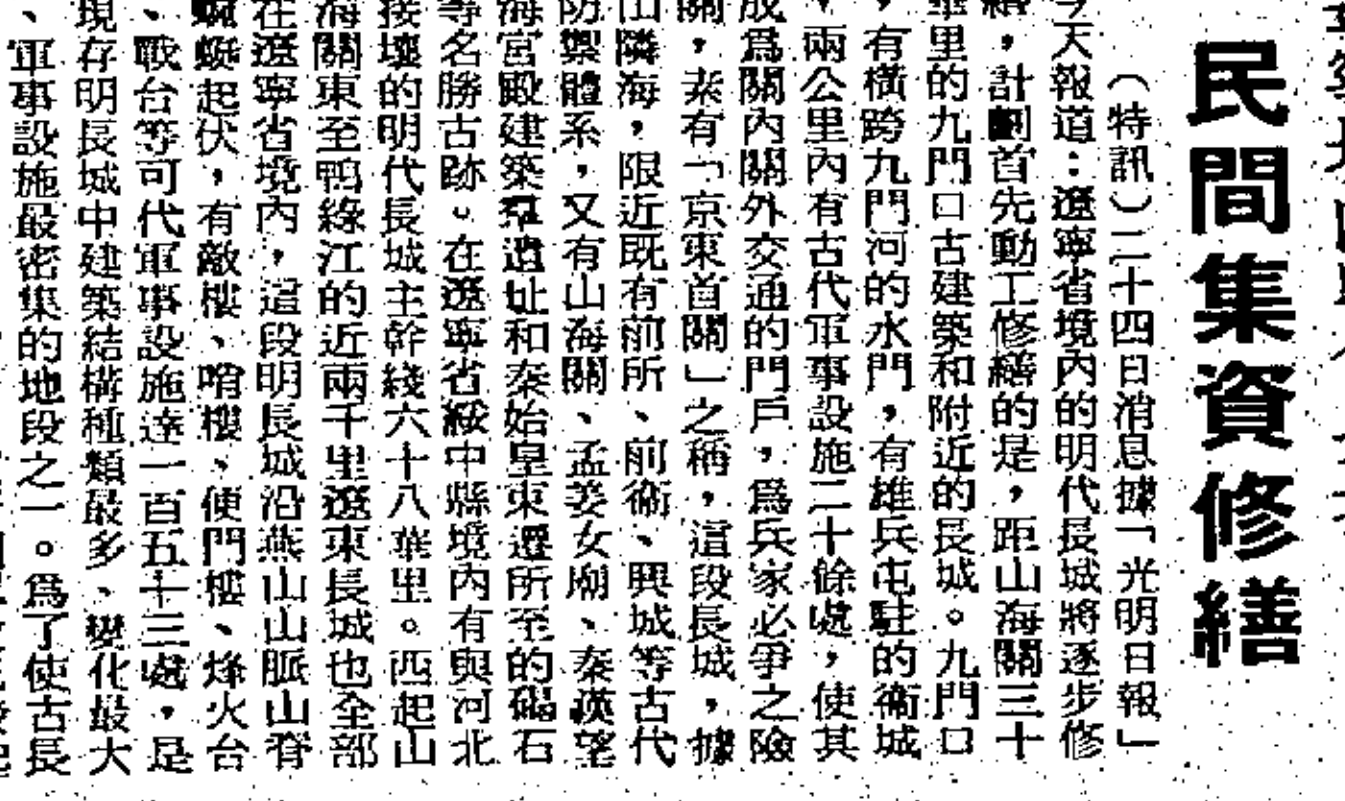 民間集資修繕
（特訊）二十四日消息據「光明日報」
今天報道：遼寧省境內的明代長城將逐步修
繕，計劃首先動工修繕的是，距山海關三十
華里的九門口古建築和附近的長城。九門口
，有橫跨九門河的水門，有雄兵屯駐的衞城
，兩公里內有古代軍事設施二十餘處，使其
成爲關內關外交通的門戶，爲兵家必爭之險
關，素有「京東首關」之稱，這段長城，據
山隣海，限近既有前所、前衞、興城等古代
防禦體系，又有山海關、孟姜女廟、秦漢望
海宮殿建築羣遺址和秦始皇東遷所至的碣石
等名勝古跡。在遼寧省綏中縣境內有與河北
接壤的明代長城主幹綫六十八華里。西起山
海關東至鴨綠江的近兩千里遼東長城也全部
在遼寧省境內，這段明長城沿燕山山脈山脊
蜿蜒起伏，有敵樓、哨樓、便門樓、烽火台
、戰台等可代軍事設施達一百五十三處，是
現存明長城中建築結構種類最多、變化最大
、軍事設施最密集的地段之一。爲了使古長